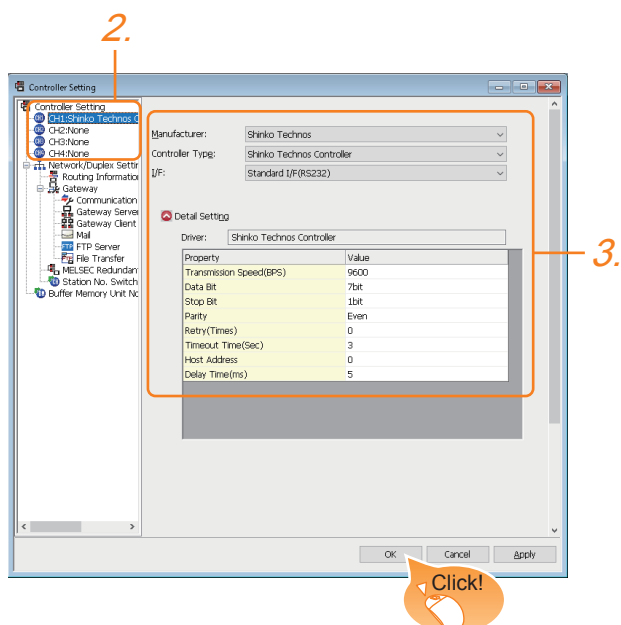 2.
Controller Setting
Controller Setting
CH1:Shinko Technos C
CH2:None
CH3:None
CH4:None
Network/Duplex Settin
Routing Informatio
Gateway
Communication
Gateway Server
Gateway Client
Mail
FTP Server
File Transfer
MELSEC Redundan
Station No. Switch
Buffer Memory Unit No
Manufacturer: Shinko Technos
Controller Type: Shinko Technos Controller
I/F: Standard I/F(RS232)
Detail Setting
Driver: Shinko Technos Controller
Property Value
Transmission Speed(BPS) 9600
Data Bit 7bit
Stop Bit 1bit
Parity Even
Retry(Times) 0
Timeout Time(Sec) 3
Host Address 0
Delay Time(ms) 5
3.
OK Cancel Apply
Click!